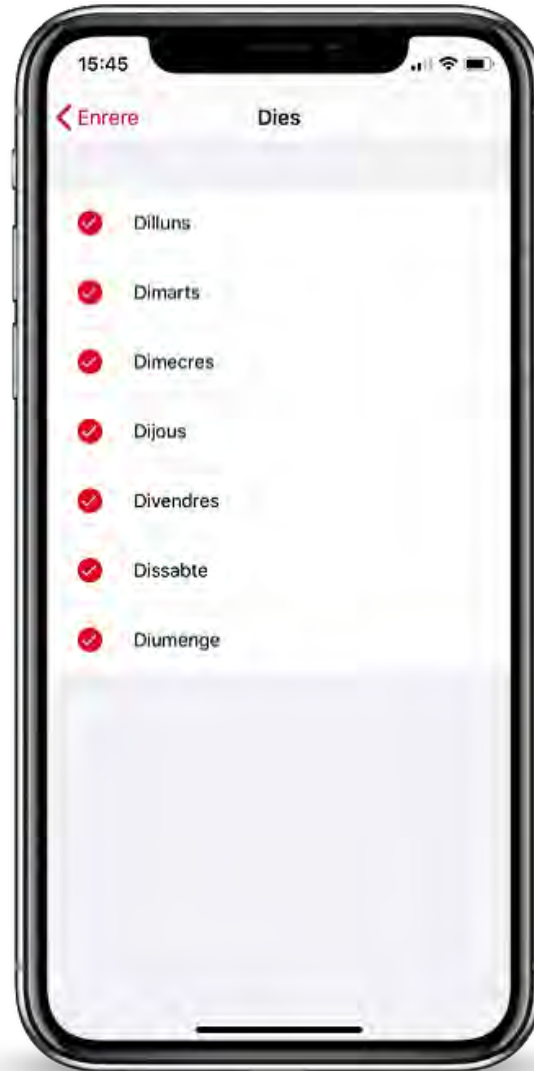 15:45
Enrere
Dies
Dilluns
Dimarts
Dimecres
Dijous
Divendres
Dissabte
Diumenge